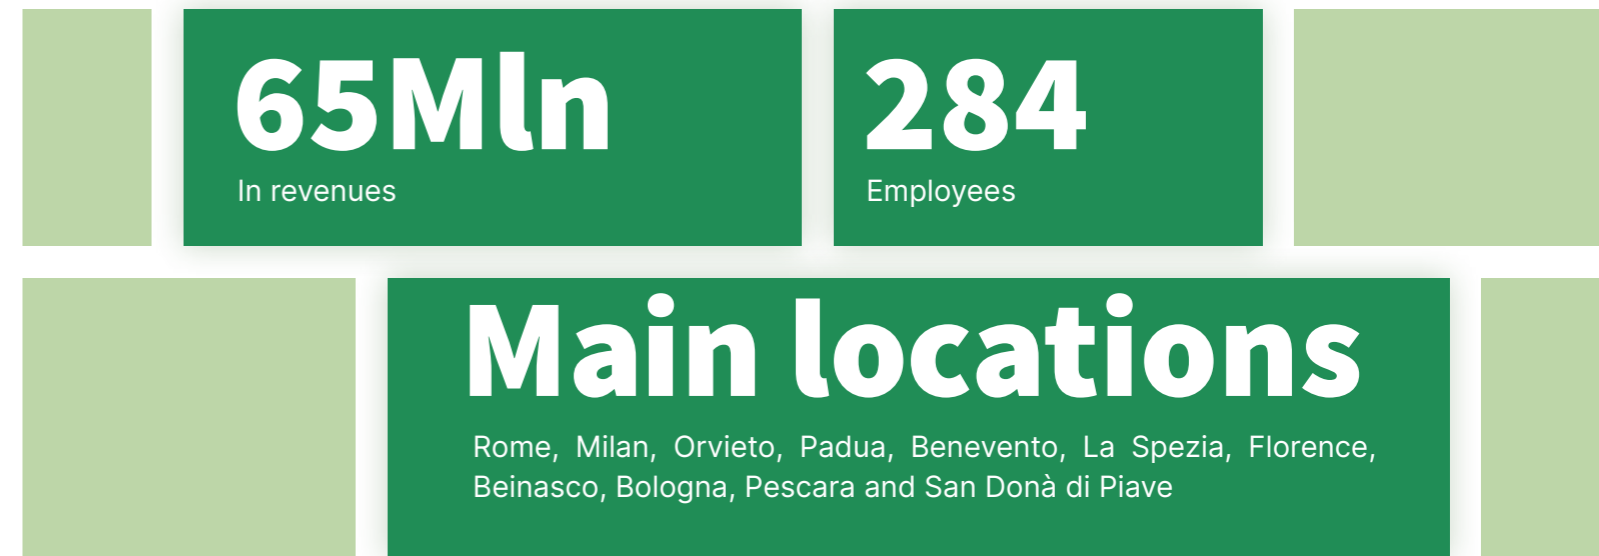 65Mln
In revenues
284
Employees
Main locations
Rome, Milan, Orvieto, Padua, Benevento, La Spezia, Florence,
Beinasco, Bologna, Pescara and San Donà di Piave